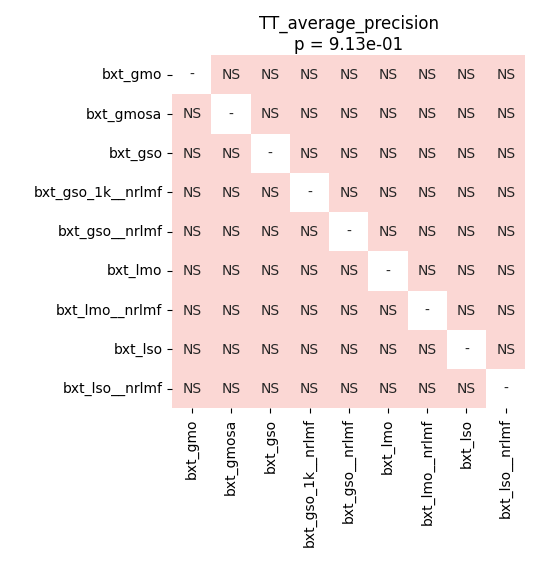 TT_average_precision
p = 9.13e-01
bxt_gmo - NS NS NS NS NS NS NS NS
bxt_gmosa NS - NS NS NS NS NS NS NS
bxt_gso NS NS - NS NS NS NS NS NS
bxt_gso_1k__nrlmf NS NS NS - NS NS NS NS NS
bxt_gso__nrlmf NS NS NS NS - NS NS NS NS
bxt_lmo NS NS NS NS NS - NS NS NS
bxt_lmo__nrlmf NS NS NS NS NS NS - NS NS
bxt_lso NS NS NS NS NS NS NS - NS
bxt_lso__nrlmf NS NS NS NS NS NS NS NS -
bxt_gmo
bxt_gmosa
bxt_gso
bxt_gso_1k__nrlmf
bxt_gso__nrlmf
bxt_lmo
bxt_lmo__nrlmf
bxt_lso
bxt_lso__nrlmf